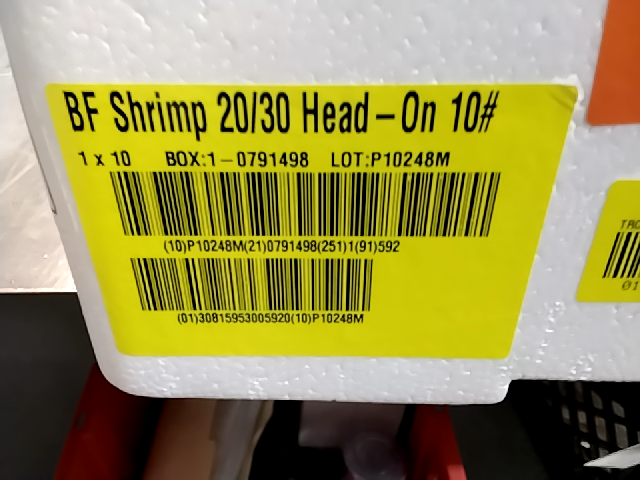 BF Shrimp 20/30 Head-On 10#
1 x 10 BOX:1-0791498 LOT:P10248M
(10)P10248M(21)0791498(251)1(91)592
(01)30815953005920(10)P10248M